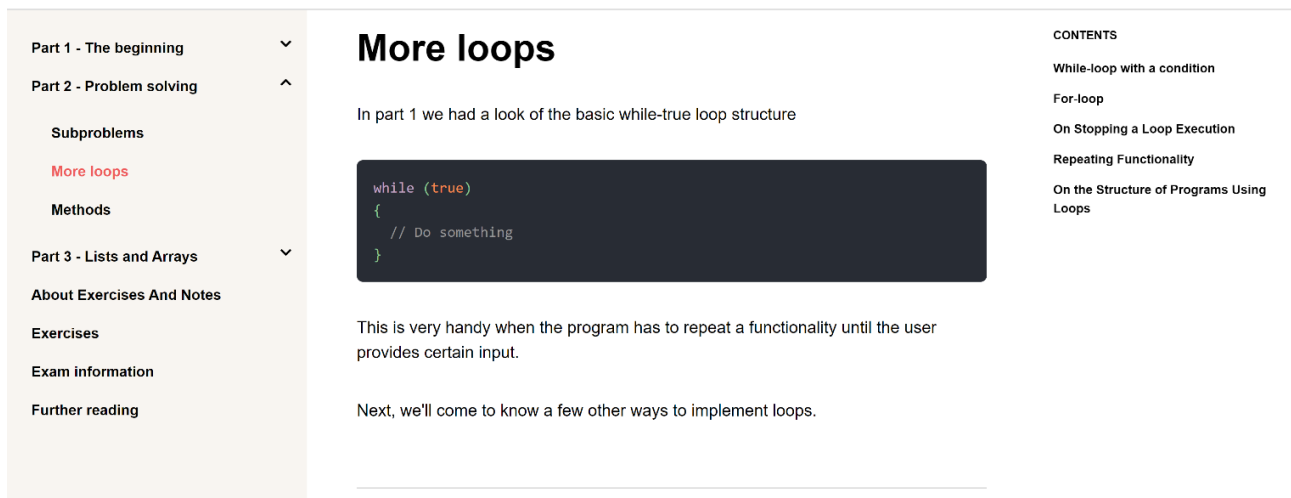 Part 1 - The beginning
Part 2 - Problem solving
Subproblems
More loops
Methods
Part 3 - Lists and Arrays
About Exercises And Notes
Exercises
Exam information
Further reading
More loops
In part 1 we had a look of the basic while-true loop structure
while (true)
{
// Do something
}
This is very handy when the program has to repeat a functionality until the user
provides certain input.
Next, we'll come to know a few other ways to implement loops.
CONTENTS
While-loop with a condition
For-loop
On Stopping a Loop Execution
Repeating Functionality
On the Structure of Programs Using
Loops